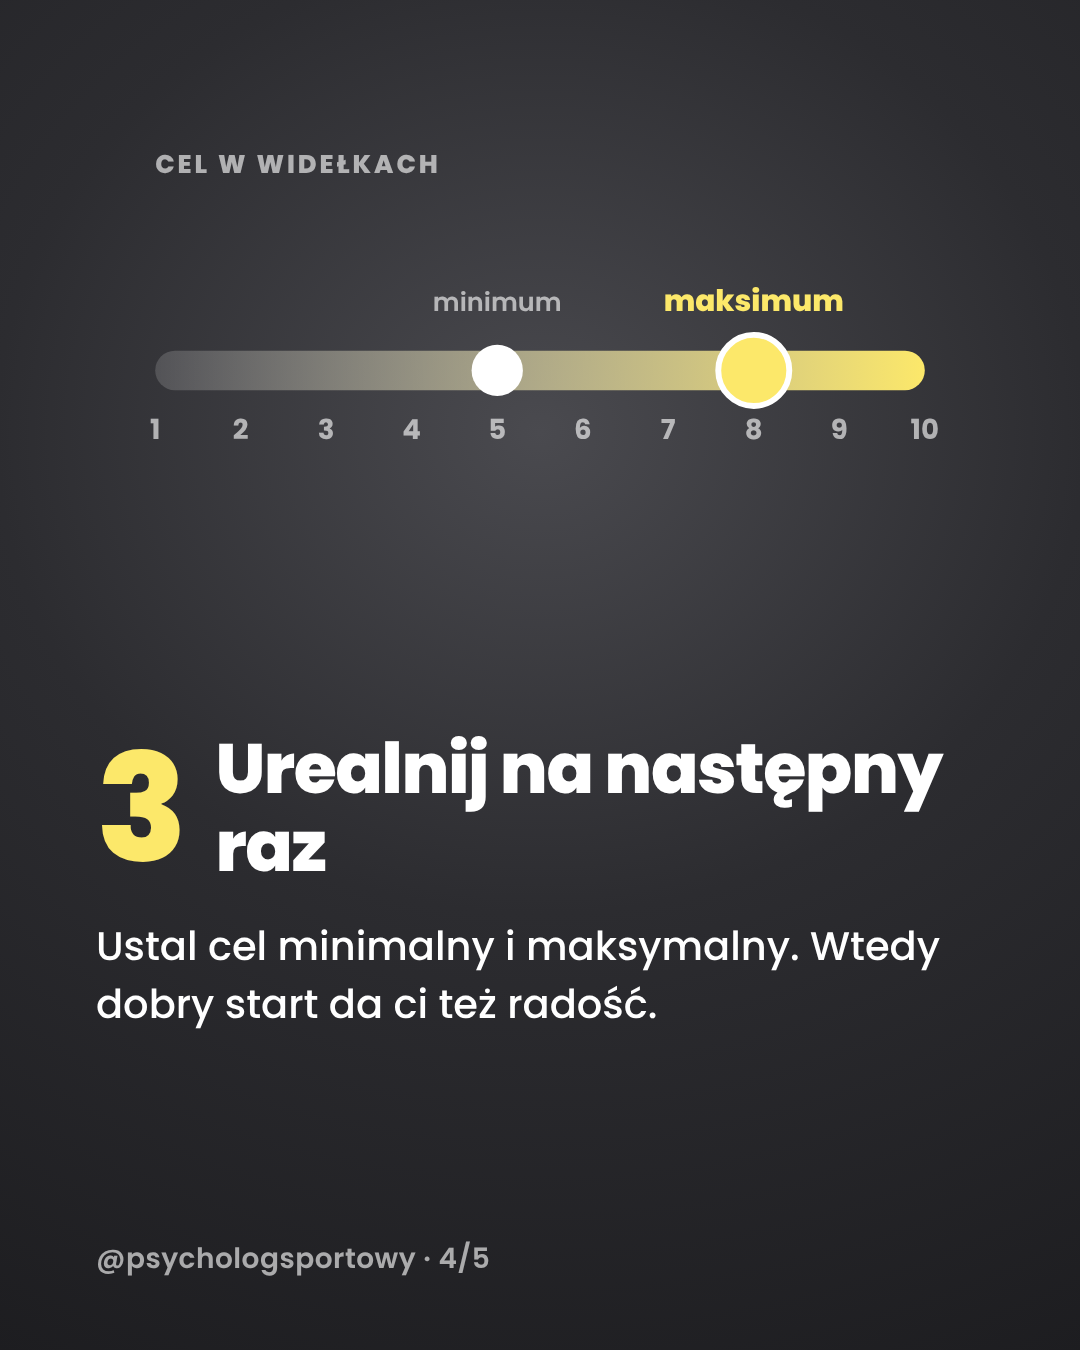 CEL W WIDEŁKACH
minimum maksimum
1 2 3 4 5 6 7 8 9 10
3 Urealnij na następny
raz
Ustal cel minimalny i maksymalny. Wtedy
dobry start da ci też radość.
@psychologsportowy · 4/5